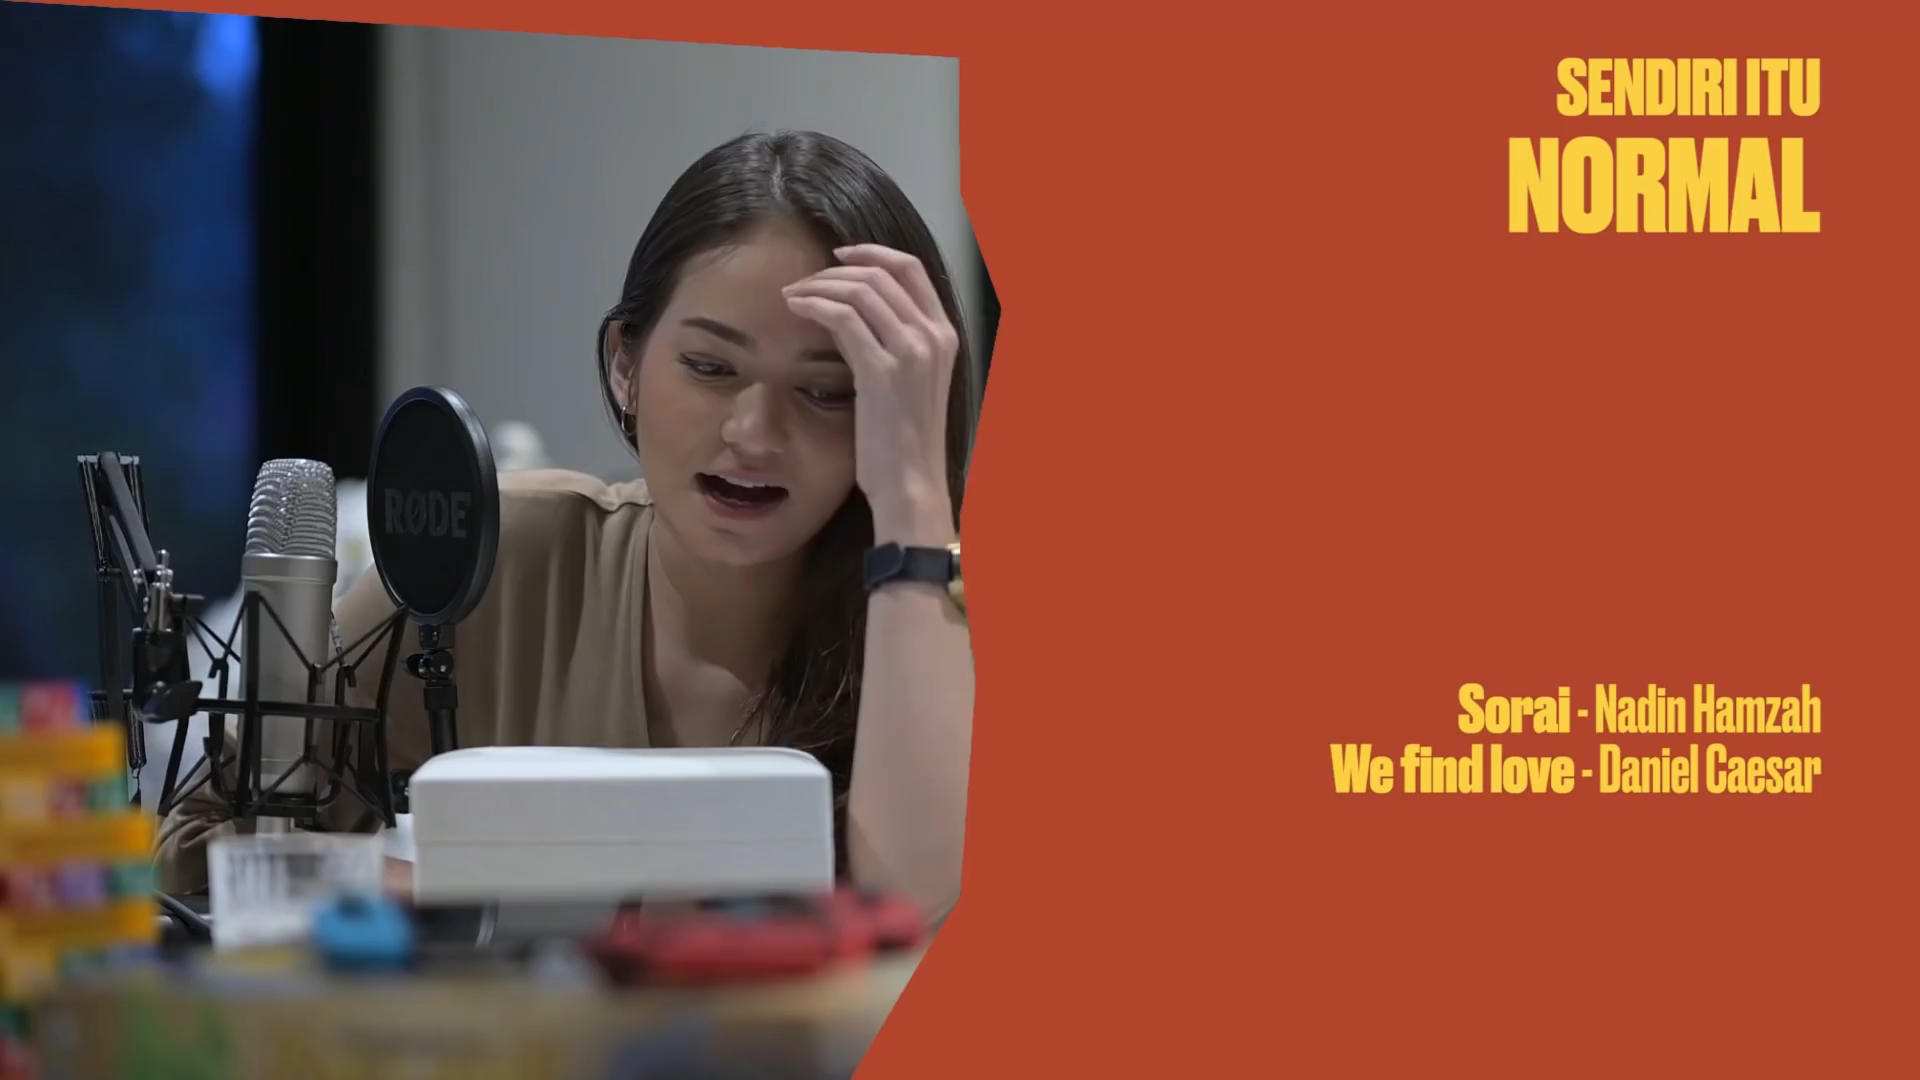 SENDIRI ITU
NORMAL
RØDE
Sorai - Nadin Hamzah
We find love - Daniel Caesar